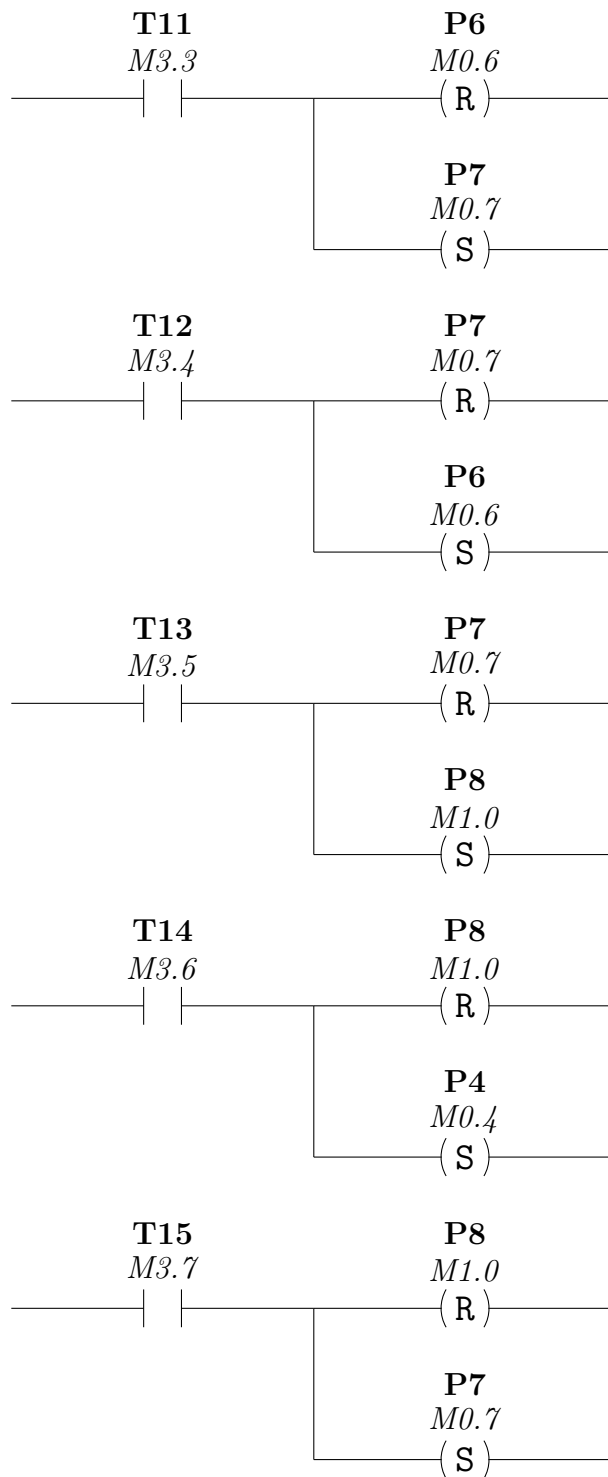 T11 P6
M3.3 M0.6
(R)
P7
M0.7
(S)
T12 P7
M3.4 M0.7
(R)
P6
M0.6
(S)
T13 P7
M3.5 M0.7
(R)
P8
M1.0
(S)
T14 P8
M3.6 M1.0
(R)
P4
M0.4
(S)
T15 P8
M3.7 M1.0
(R)
P7
M0.7
(S)